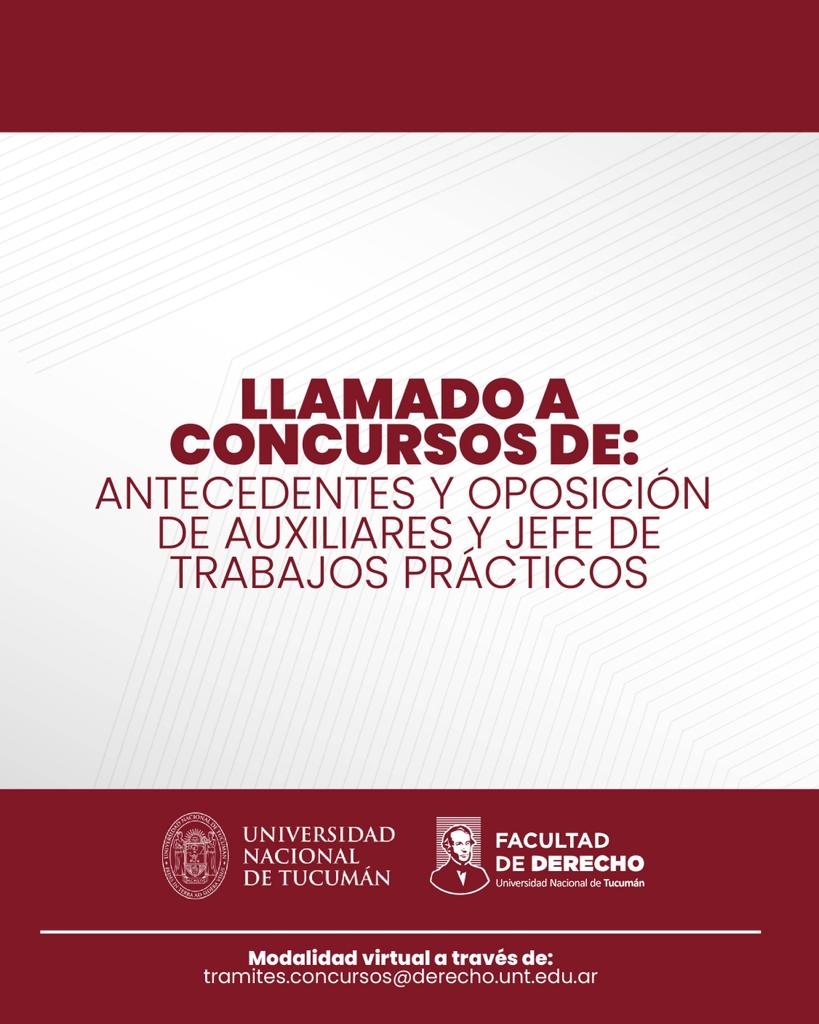 LLAMADO A
CONCURSOS DE:
ANTECEDENTES Y OPOSICIÓN
DE AUXILIARES Y JEFE DE
TRABAJOS PRÁCTICOS
UNIVERSIDAD
NACIONAL
DE TUCUMÁN
FACULTAD
DE DERECHO
Universidad Nacional de Tucumán
Modalidad virtual a través de:
tramites.concursos@derecho.unt.edu.ar